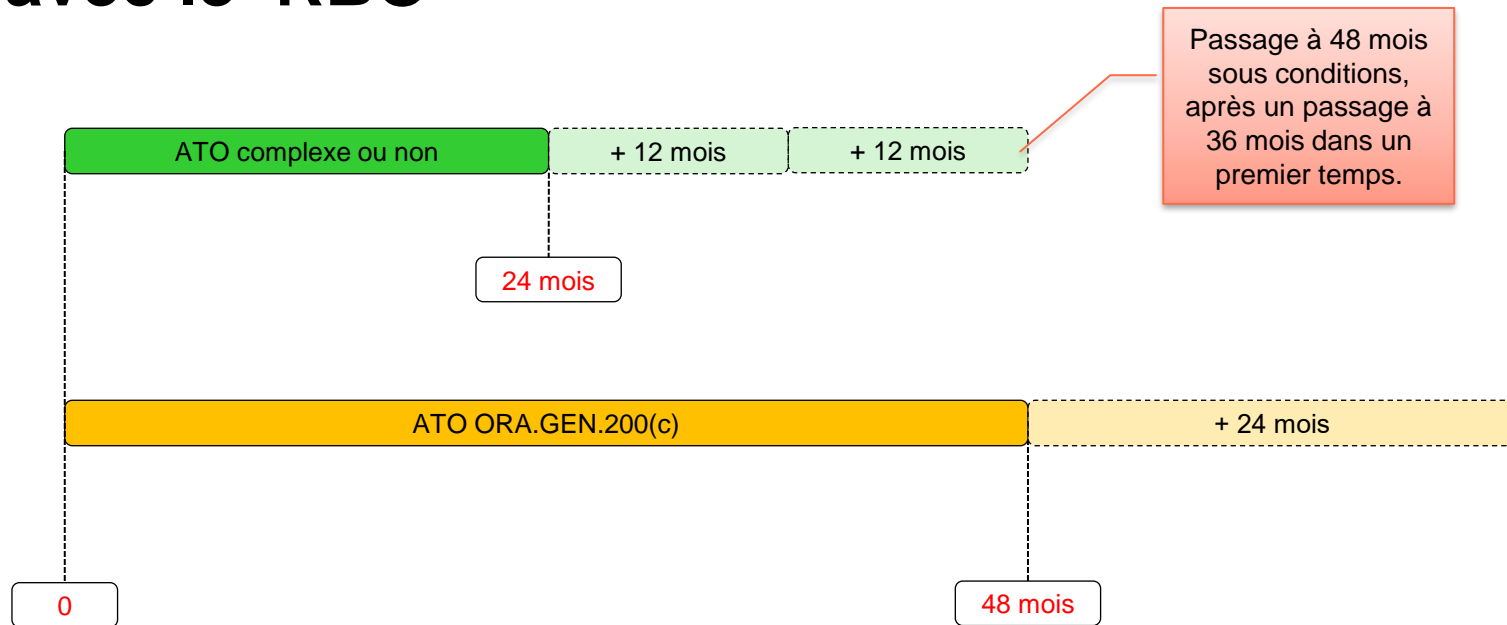 Passage à 48 mois
sous conditions,
après un passage à
36 mois dans un
premier temps.
ATO complexe ou non
+ 12 mois
+ 12 mois
24 mois
ATO ORA.GEN.200(c)
+ 24 mois
0
48 mois